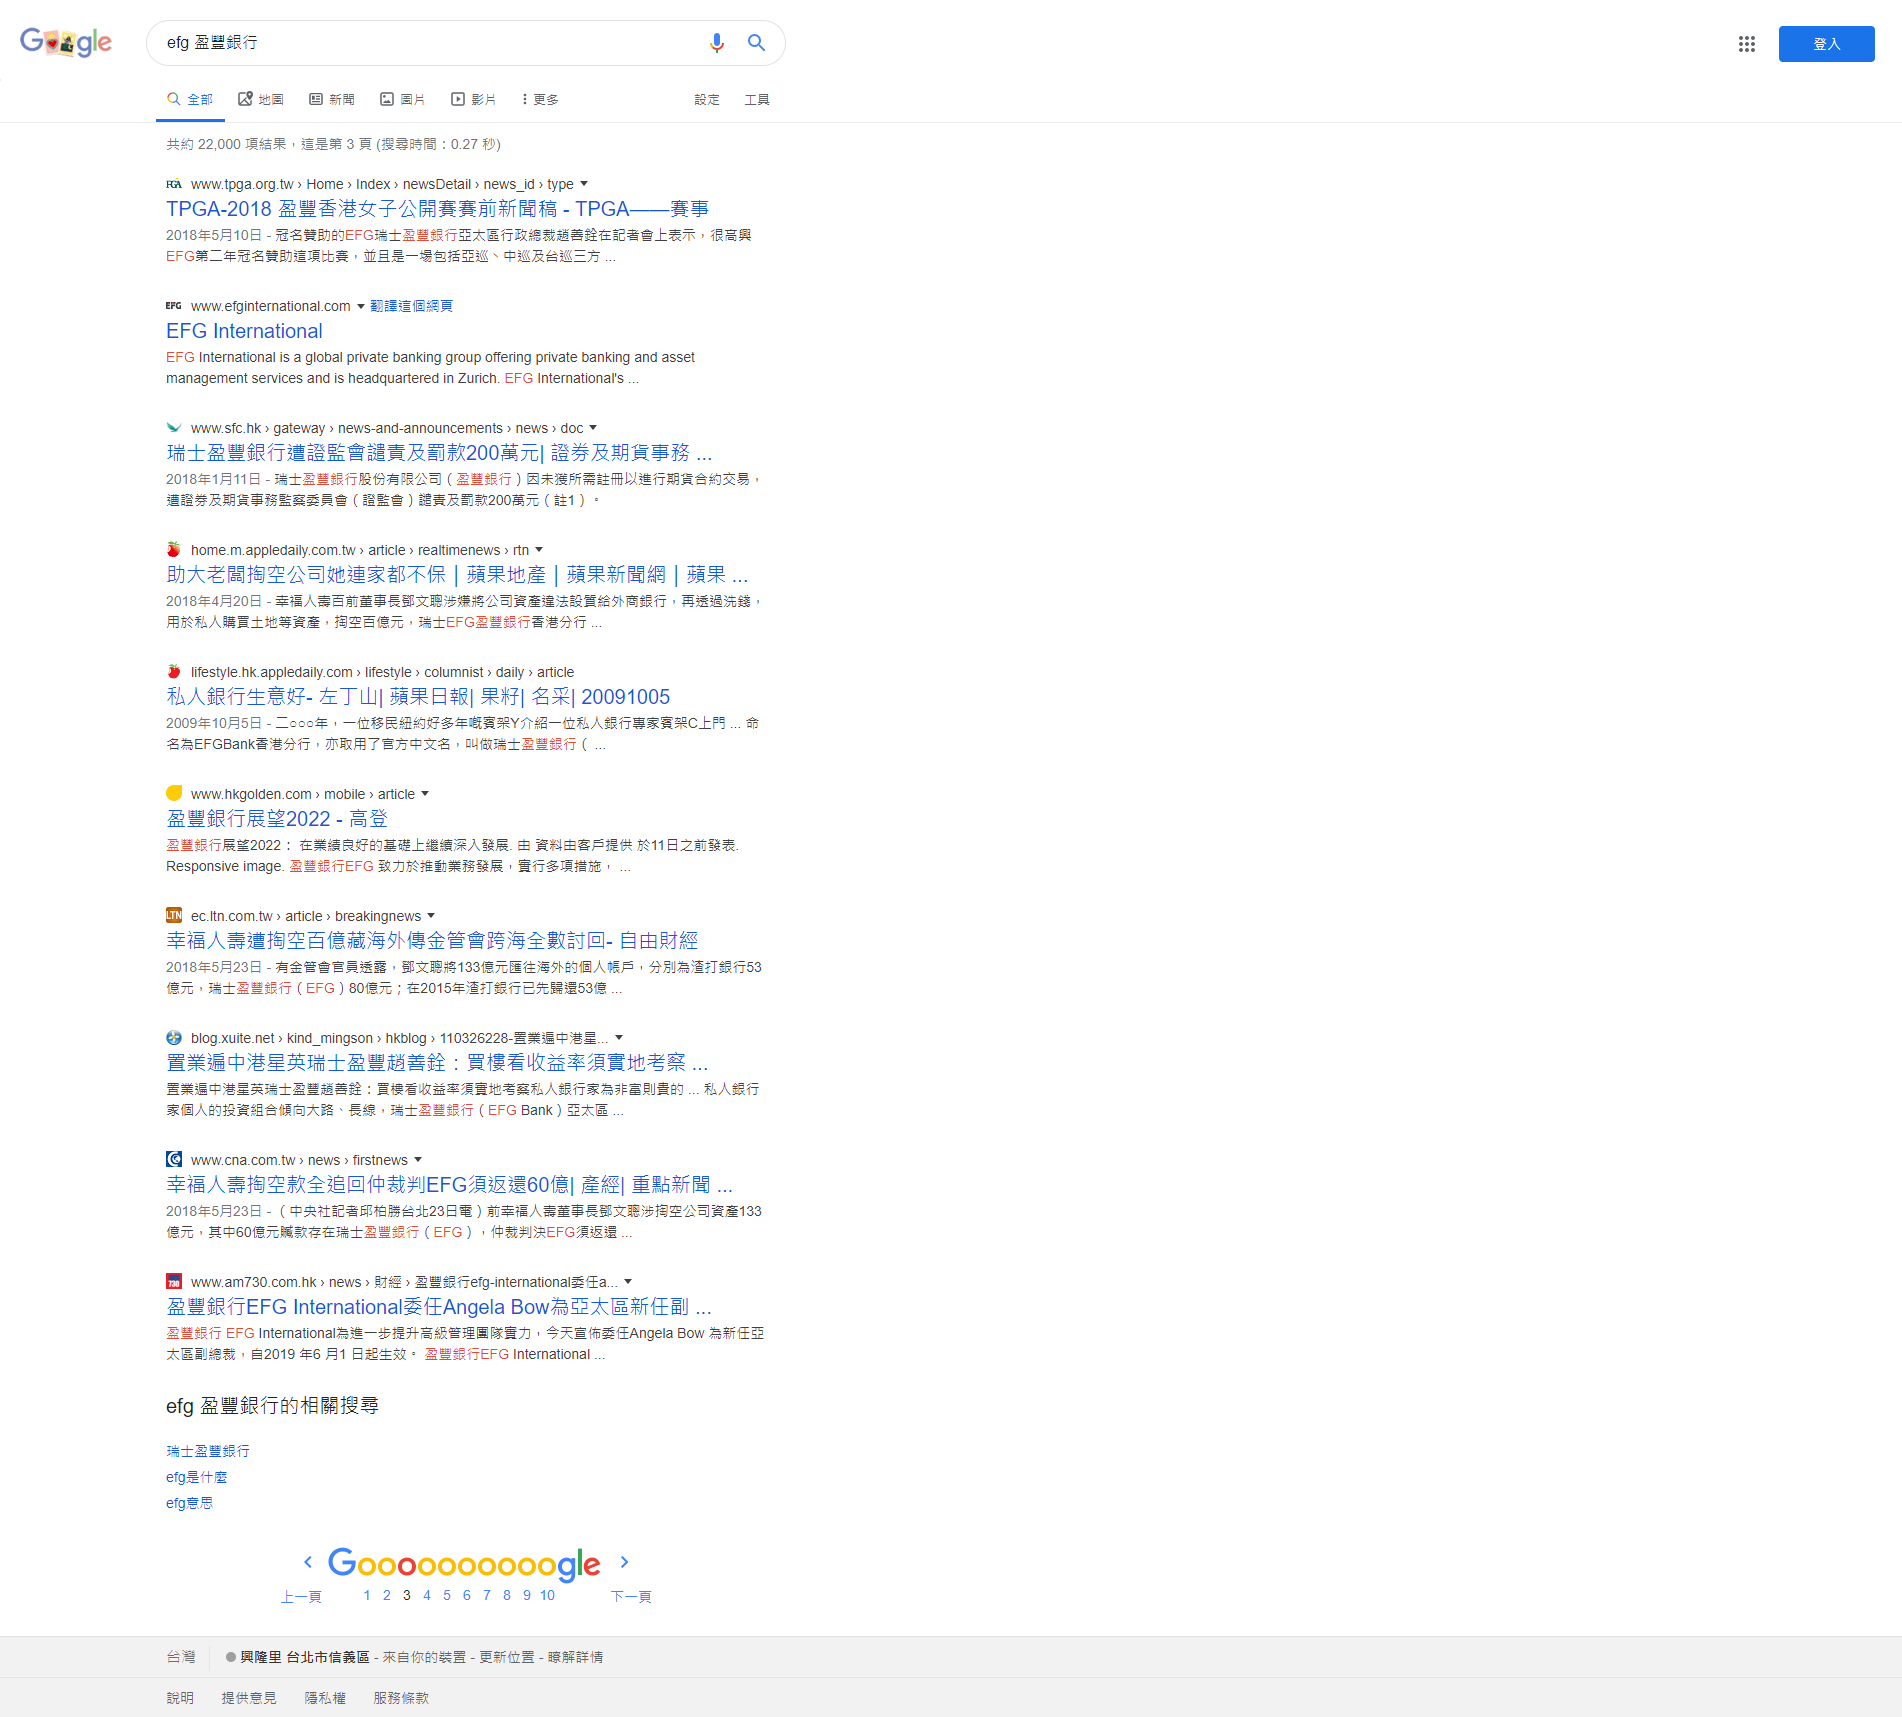 Google
efg 盈豐銀行
登入
全部 地圖 新聞 圖片 影片 更多 設定 工具
共約 22,000 項結果，這是第 3 頁 (搜尋時間：0.27 秒)
www.tpga.org.tw › Home › Index › newsDetail › news_id › type
TPGA-2018 盈豐香港女子公開賽賽前新聞稿 - TPGA——賽事
2018年5月10日 - 冠名贊助的EFG瑞士盈豐銀行亞太區行政總裁趙善銓在記者會上表示，很高興
EFG第二年冠名贊助這項比賽，並且是一場包括亞巡、中巡及台巡三方 ...
EFG www.efginternational.com 翻譯這個網頁
EFG International
EFG International is a global private banking group offering private banking and asset
management services and is headquartered in Zurich. EFG International's ...
www.sfc.hk › gateway › news-and-announcements › news › doc
瑞士盈豐銀行遭證監會譴責及罰款200萬元| 證券及期貨事務 ...
2018年1月11日 - 瑞士盈豐銀行股份有限公司（盈豐銀行）因未獲所需註冊以進行期貨合約交易，
遭證券及期貨事務監察委員會（證監會）譴責及罰款200萬元（註1）。
home.m.appledaily.com.tw › article › realtimenews › rtn
助大老闆掏空公司她連家都不保｜蘋果地產｜蘋果新聞網｜蘋果 ...
2018年4月20日 - 幸福人壽百前董事長鄧文聰涉嫌將公司資產違法設質給外商銀行，再透過洗錢，
用於私人購買土地等資產，掏空百億元，瑞士EFG盈豐銀行香港分行 ...
lifestyle.hk.appledaily.com › lifestyle › columnist › daily › article
私人銀行生意好- 左丁山| 蘋果日報| 果籽| 名采| 20091005
2009年10月5日 - 二○○○年，一位移民紐約好多年嘅賓架Y介紹一位私人銀行專家賓架C上門 ... 命
名為EFGBank香港分行，亦取用了官方中文名，叫做瑞士盈豐銀行（ ...
www.hkgolden.com › mobile › article
盈豐銀行展望2022 - 高登
盈豐銀行展望2022： 在業績良好的基礎上繼續深入發展. 由 資料由客戶提供 於11日之前發表.
Responsive image. 盈豐銀行EFG 致力於推動業務發展，實行多項措施， ...
LTN ec.ltn.com.tw › article › breakingnews
幸福人壽遭掏空百億藏海外傳金管會跨海全數討回- 自由財經
2018年5月23日 - 有金管會官員透露，鄧文聰將133億元匯往海外的個人帳戶，分別為渣打銀行53
億元，瑞士盈豐銀行（EFG）80億元；在2015年渣打銀行已先歸還53億 ...
blog.xuite.net › kind_mingson › hkblog › 110326228-置業遍中港星...
置業遍中港星英瑞士盈豐趙善銓：買樓看收益率須實地考察 ...
置業遍中港星英瑞士盈豐趙善銓：買樓看收益率須實地考察私人銀行家為非富則貴的 ... 私人銀行
家個人的投資組合傾向大路、長線，瑞士盈豐銀行（EFG Bank）亞太區 ...
www.cna.com.tw › news › firstnews
幸福人壽掏空款全追回仲裁判EFG須返還60億| 產經| 重點新聞 ...
2018年5月23日 - （中央社記者邱柏勝台北23日電）前幸福人壽董事長鄧文聰涉掏空公司資產133
億元，其中60億元贓款存在瑞士盈豐銀行（EFG），仲裁判決EFG須返還 ...
730 www.am730.com.hk › news › 財經 › 盈豐銀行efg-international委任a...
盈豐銀行EFG International委任Angela Bow為亞太區新任副 ...
盈豐銀行 EFG International為進一步提升高級管理團隊實力，今天宣佈委任Angela Bow 為新任亞
太區副總裁，自2019 年6 月1 日起生效。 盈豐銀行EFG International ...
efg 盈豐銀行的相關搜尋
瑞士盈豐銀行
efg是什麼
efg意思
Goooooooooogle
上一頁 1 2 3 4 5 6 7 8 9 10 下一頁
台灣 興隆里 台北市信義區 - 來自你的裝置 - 更新位置 - 瞭解詳情
說明 提供意見 隱私權 服務條款